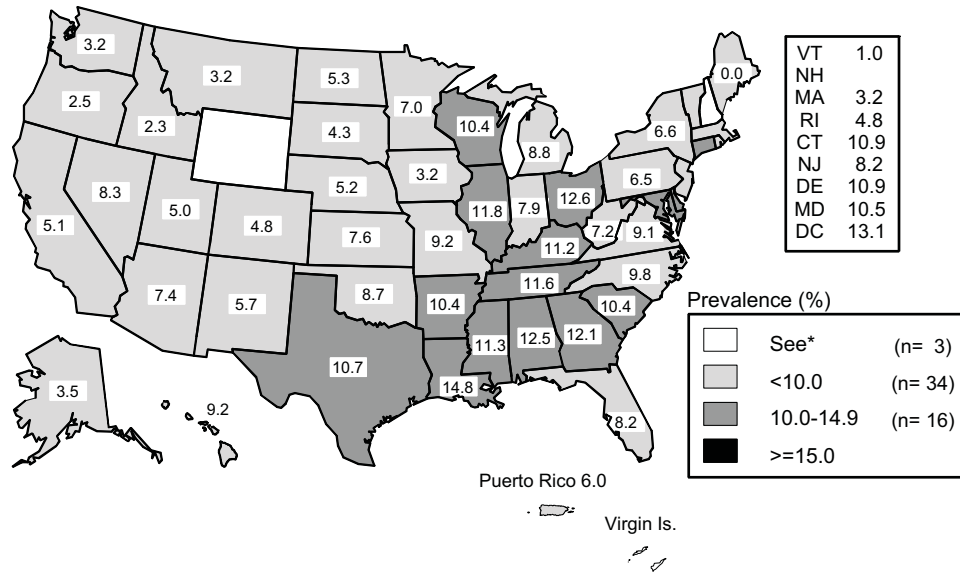 3.2
3.2
5.3
7.0
0.0
2.5
2.3
4.3
10.4
8.8
6.6
5.2
3.2
6.5
8.3
5.0
4.8
11.8
7.9
12.6
5.1
7.6
9.2
11.2
7.2
9.1
7.4
5.7
8.7
10.4
11.6
9.8
10.4
10.7
11.3
12.5
12.1
14.8
3.5
9.2
8.2
Puerto Rico 6.0
Virgin Is.
VT 1.0
NH
MA 3.2
RI 4.8
CT 10.9
NJ 8.2
DE 10.9
MD 10.5
DC 13.1
Prevalence (%)
See* (n= 3)
<10.0 (n= 34)
10.0-14.9 (n= 16)
>=15.0